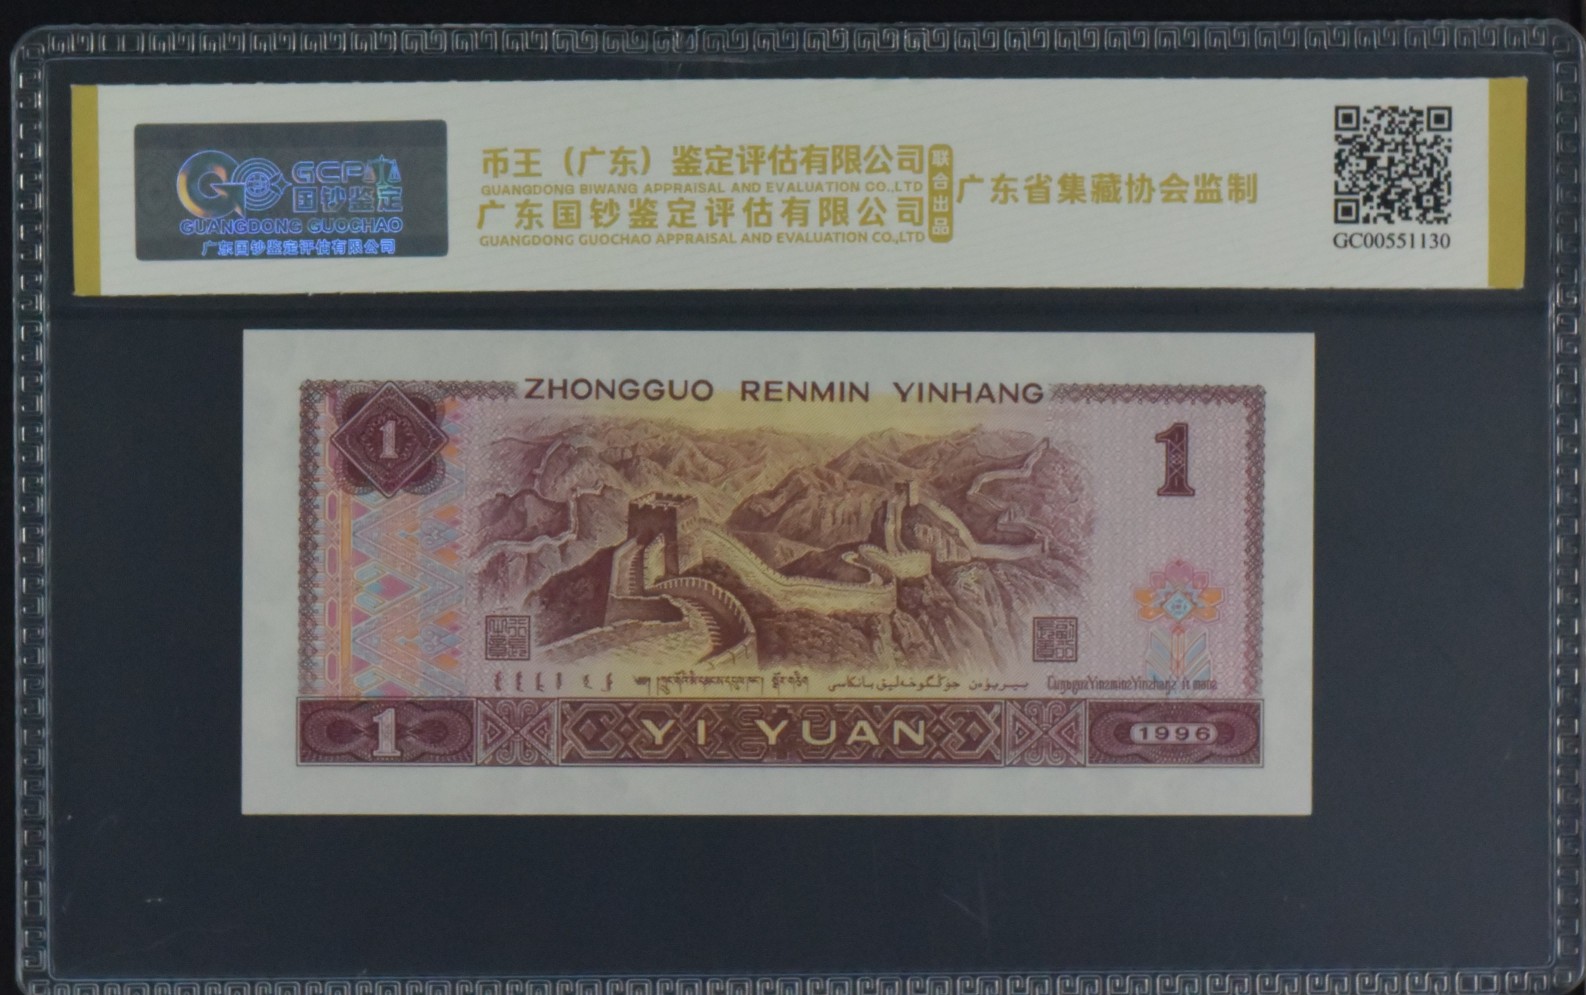 GCP
国钞鉴定
GUANGDONG GUOCHAO
广东国钞鉴定评估有限公司
币王（广东）鉴定评估有限公司
GUANGDONG BIWANG APPRAISAL AND EVALUATION CO.,LTD
广东国钞鉴定评估有限公司
GUANGDONG GUOCHAO APPRAISAL AND EVALUATION CO.,LTD
联合出品
广东省集藏协会监制
GC00551130
ZHONGGUO RENMIN YINHANG
1
1
1
YI YUAN
1996